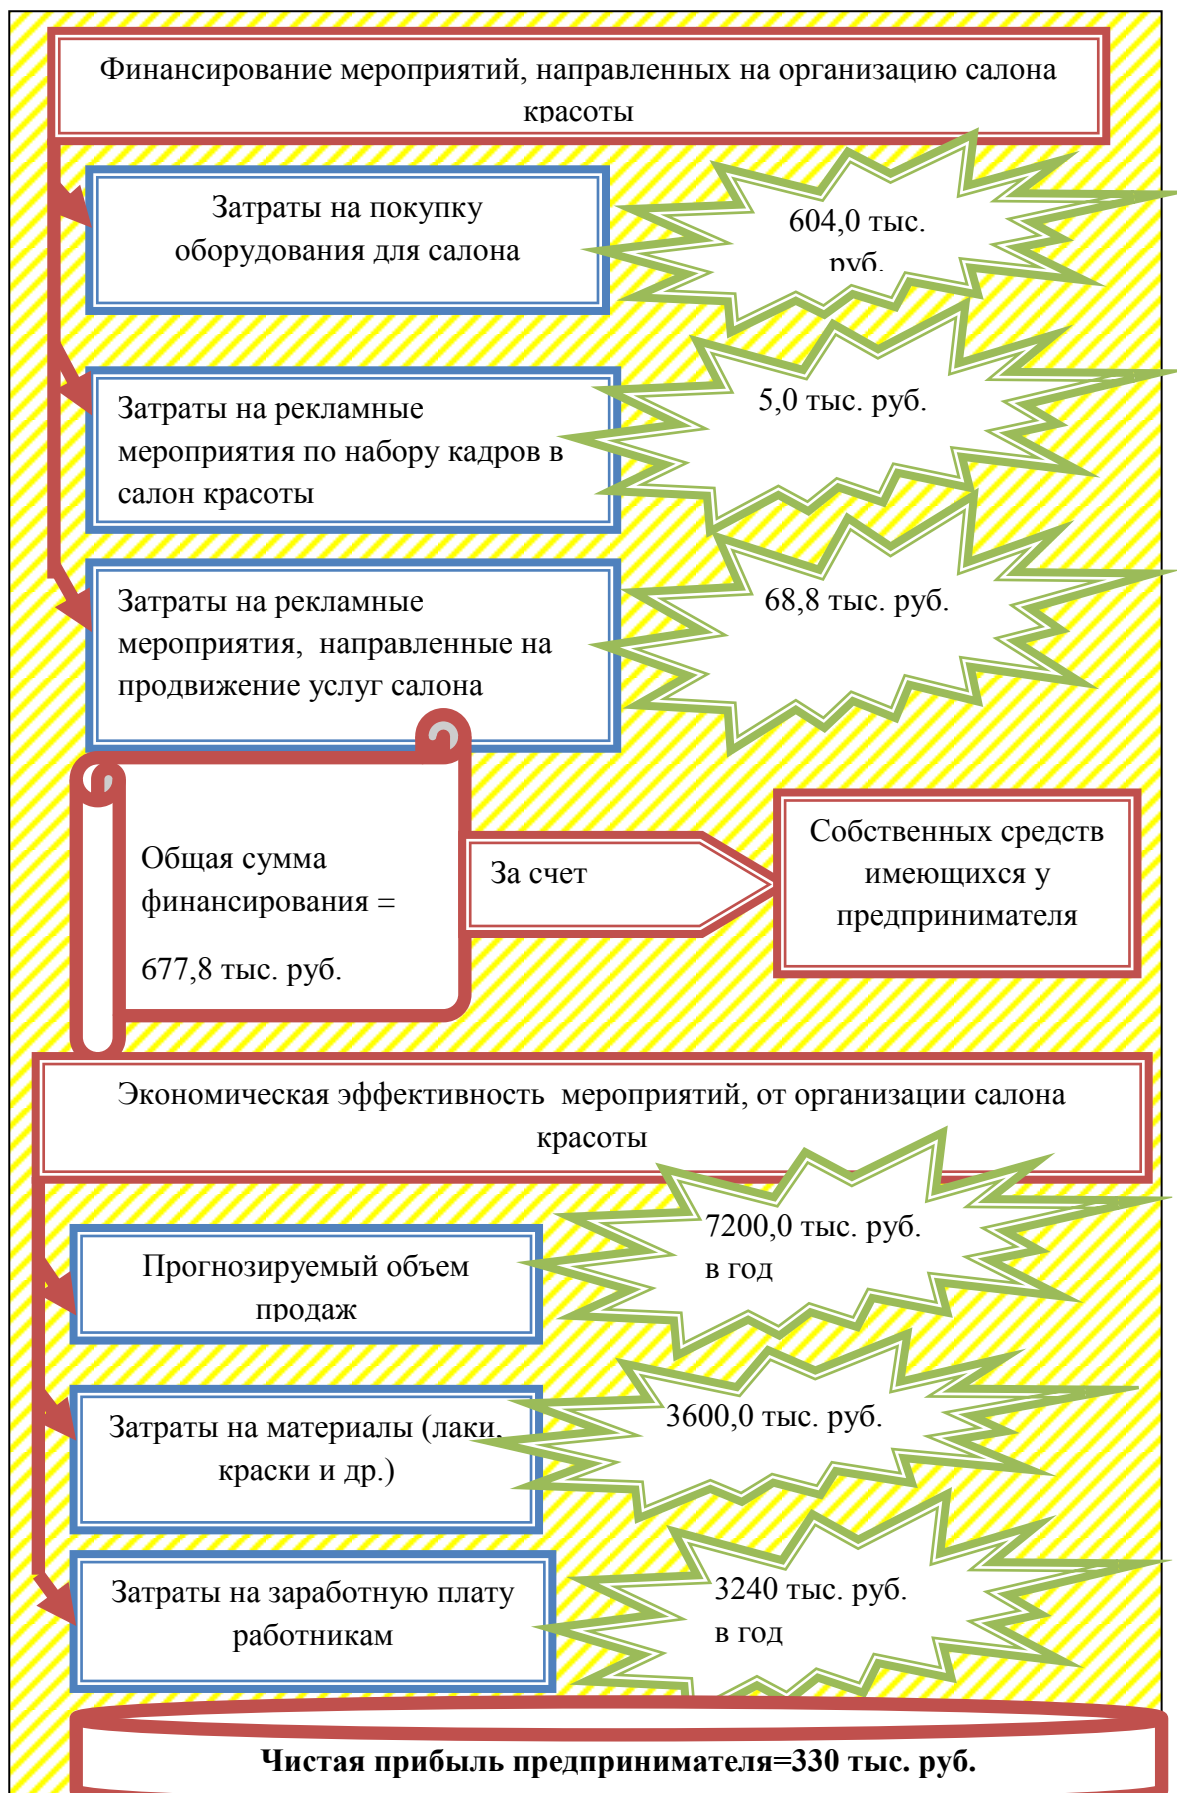 Финансирование мероприятий, направленных на организацию салона
красоты
Затраты на покупку
оборудования для салона
604,0 тыс.
руб.
Затраты на рекламные
мероприятия по набору кадров в
салон красоты
5,0 тыс. руб.
Затраты на рекламные
мероприятия,  направленные на
продвижение услуг салона
68,8 тыс. руб.
Общая сумма
финансирования =
677,8 тыс. руб.
За счет
Собственных средств
имеющихся у
предпринимателя
Экономическая эффективность  мероприятий, от организации салона
красоты
Прогнозируемый объем
продаж
7200,0 тыс. руб.
в год
Затраты на материалы (лаки,
краски и др.)
3600,0 тыс. руб.
Затраты на заработную плату
работникам
3240 тыс. руб.
в год
Чистая прибыль предпринимателя=330 тыс. руб.